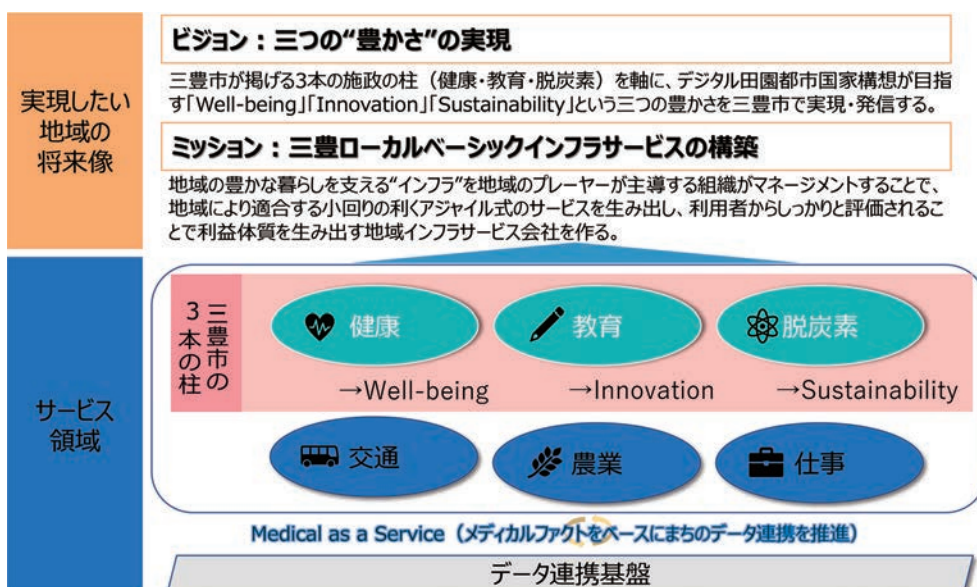 実現したい
地域の
将来像
ビジョン:三つの“豊かさ”の実現
三豊市が掲げる3本の施政の柱(健康・教育・脱炭素)を軸に、デジタル田園都市国家構想が目指
す「Well-being」「Innovation」「Sustainability」という三つの豊かさを三豊市で実現・発信する。
ミッション:三豊ローカルベーシックインフラサービスの構築
地域の豊かな暮らしを支える“インフラ”を地域のプレーヤーが主導する組織がマネージメントすることで、
地域により適合する小回りの利くアジャイル式のサービスを生み出し、利用者からしっかりと評価されるこ
とで利益体質を生み出す地域インフラサービス会社を作る。
サービス
領域
三豊市の
3本の柱
健康
教育
脱炭素
→Well-being
→Innovation
→Sustainability
交通
農業
仕事
Medical as a Service(メディカルファクトをベースにまちのデータ連携を推進)
データ連携基盤